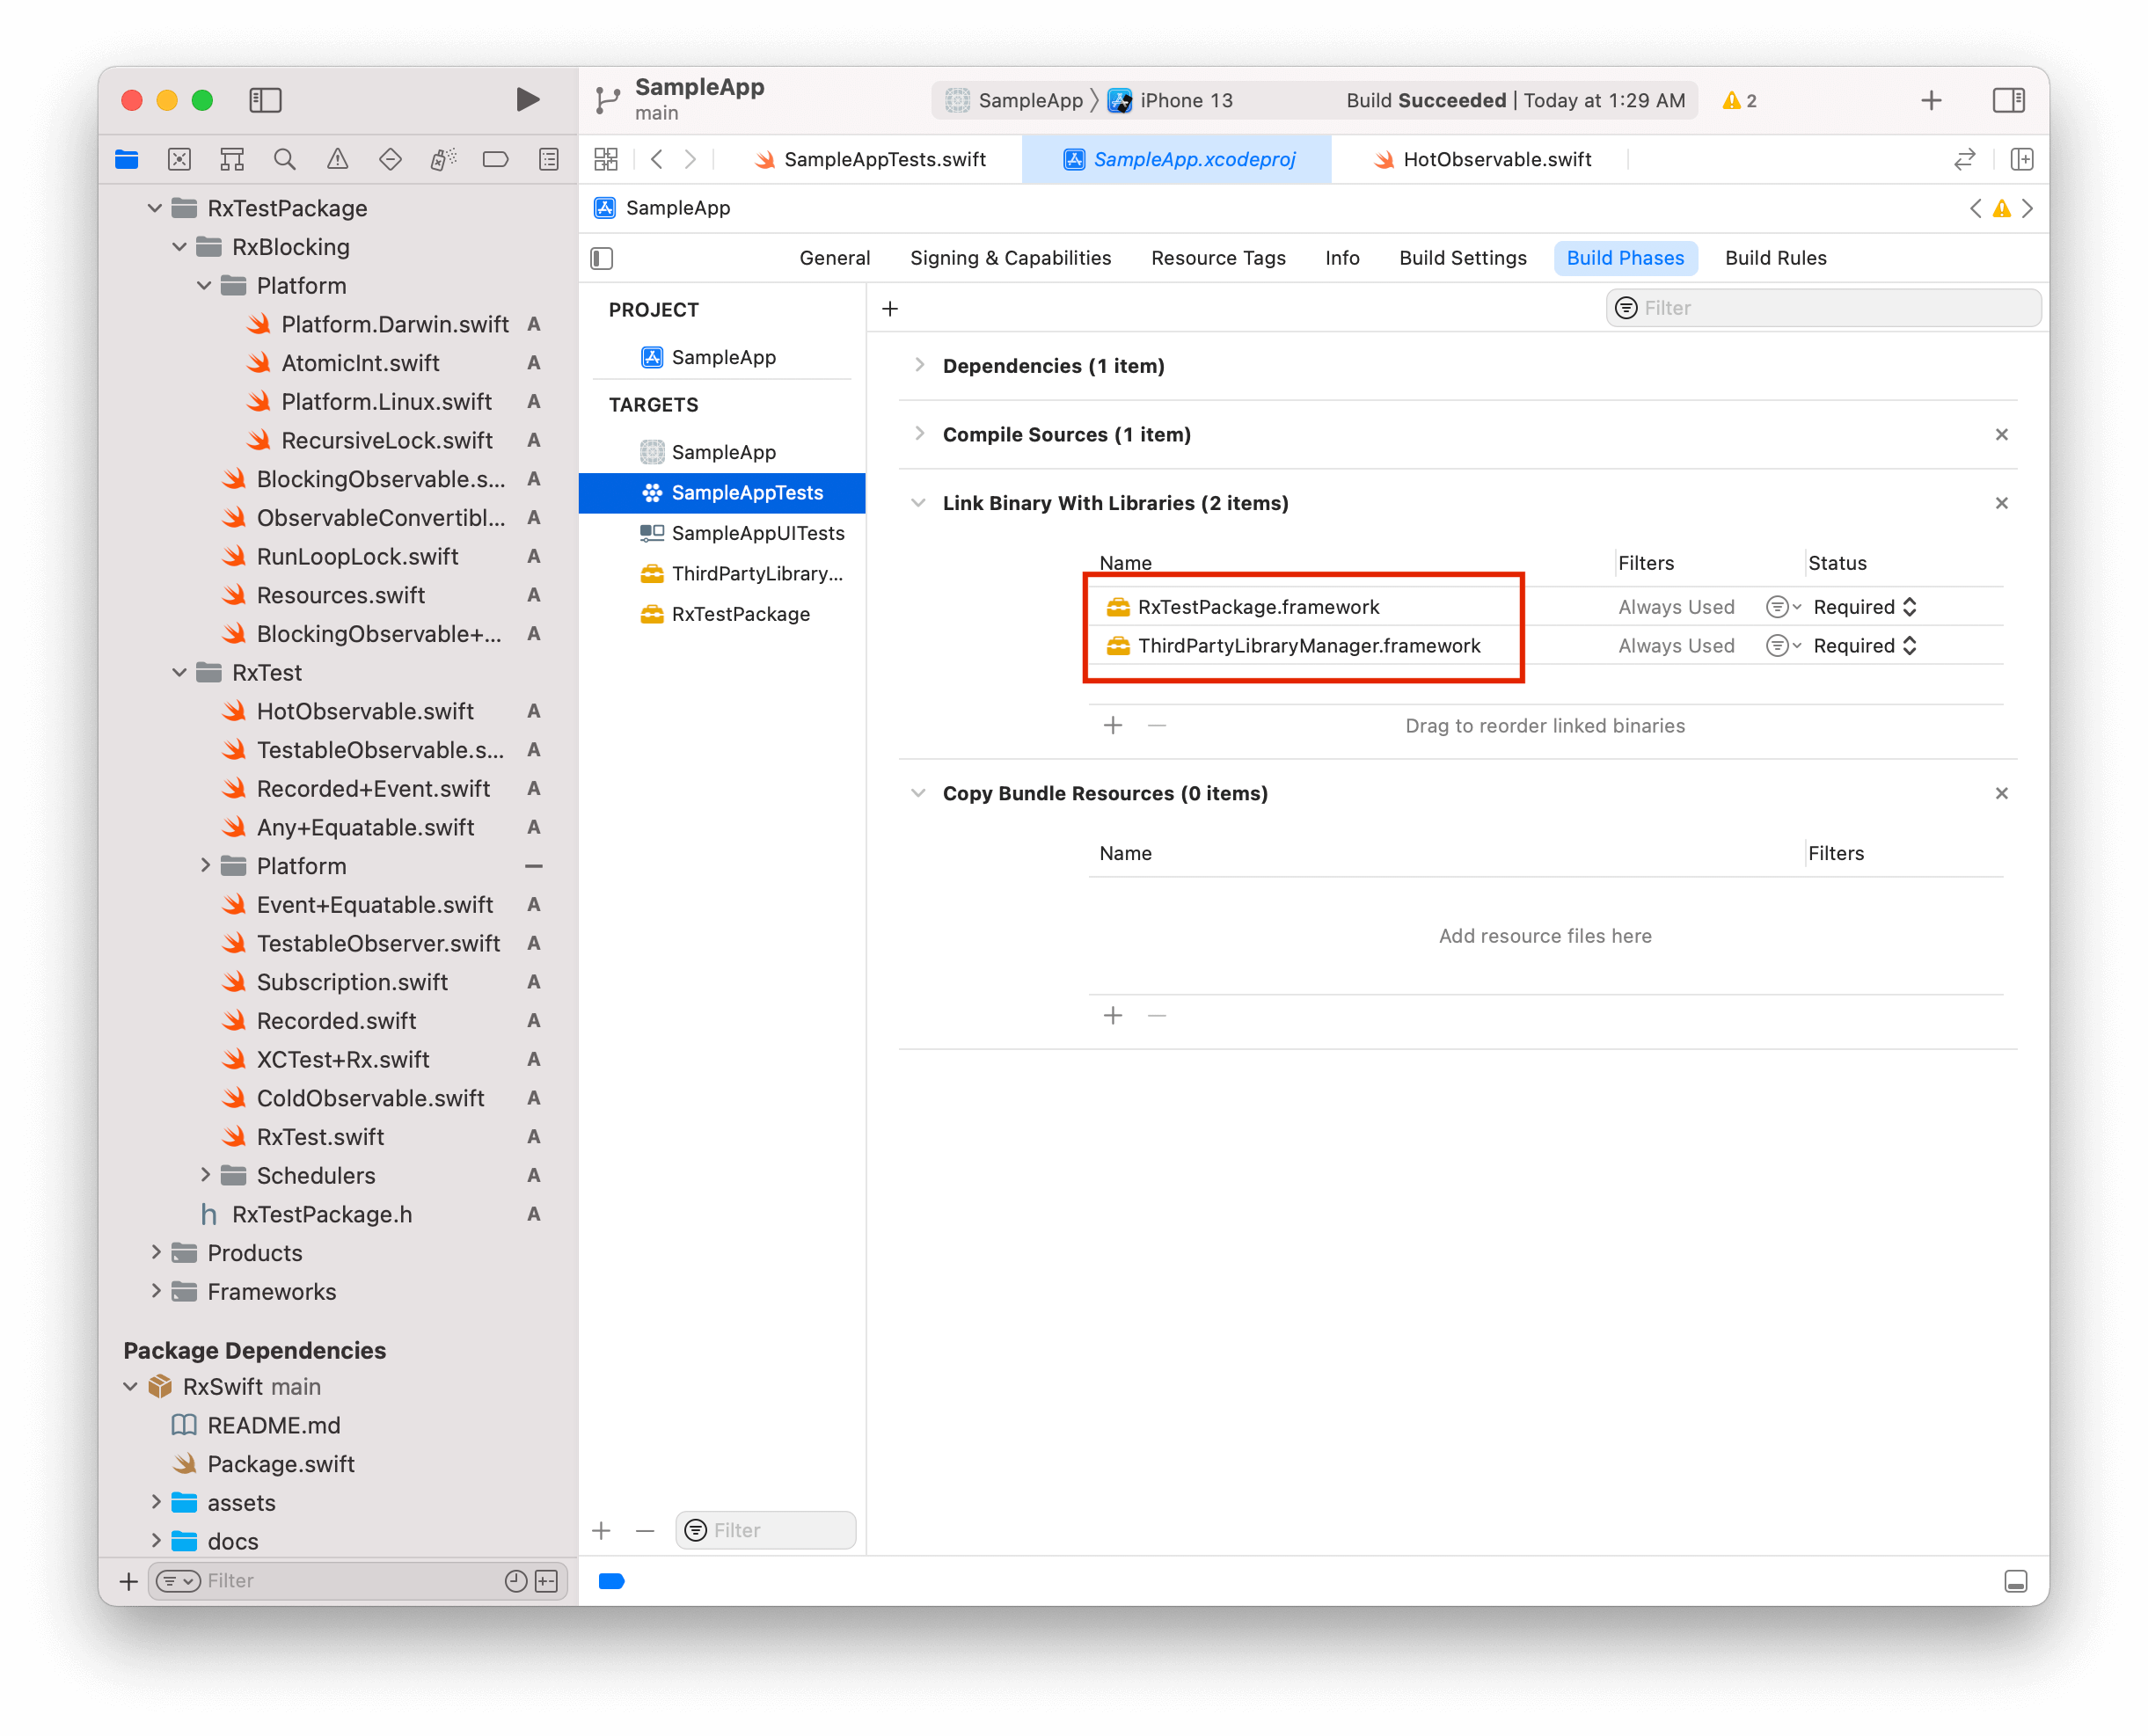 SampleApp
main
SampleApp
iPhone 13
Build Succeeded | Today at 1:29 AM
2
SampleAppTests.swift
SampleApp.xcodeproj
HotObservable.swift
RxTestPackage
RxBlocking
Platform
Platform.Darwin.swift A
AtomicInt.swift A
Platform.Linux.swift A
RecursiveLock.swift A
BlockingObservable.s... A
ObservableConvertibl... A
RunLoopLock.swift A
Resources.swift A
BlockingObservable+... A
RxTest
HotObservable.swift A
TestableObservable.s... A
Recorded+Event.swift A
Any+Equatable.swift A
Platform
Event+Equatable.swift A
TestableObserver.swift A
Subscription.swift A
Recorded.swift A
XCTest+Rx.swift A
ColdObservable.swift A
RxTest.swift A
Schedulers A
h RxTestPackage.h A
Products
Frameworks
Package Dependencies
RxSwift main
README.md
Package.swift
assets
docs
Filter
SampleApp
General
Signing & Capabilities
Resource Tags
Info
Build Settings
Build Phases
Build Rules
PROJECT
SampleApp
TARGETS
SampleApp
SampleAppTests
SampleAppUITests
ThirdPartyLibrary...
RxTestPackage
Filter
Filter
Dependencies (1 item)
Compile Sources (1 item)
Link Binary With Libraries (2 items)
Name Filters Status
RxTestPackage.framework Always Used Required
ThirdPartyLibraryManager.framework Always Used Required
Drag to reorder linked binaries
Copy Bundle Resources (0 items)
Name Filters
Add resource files here